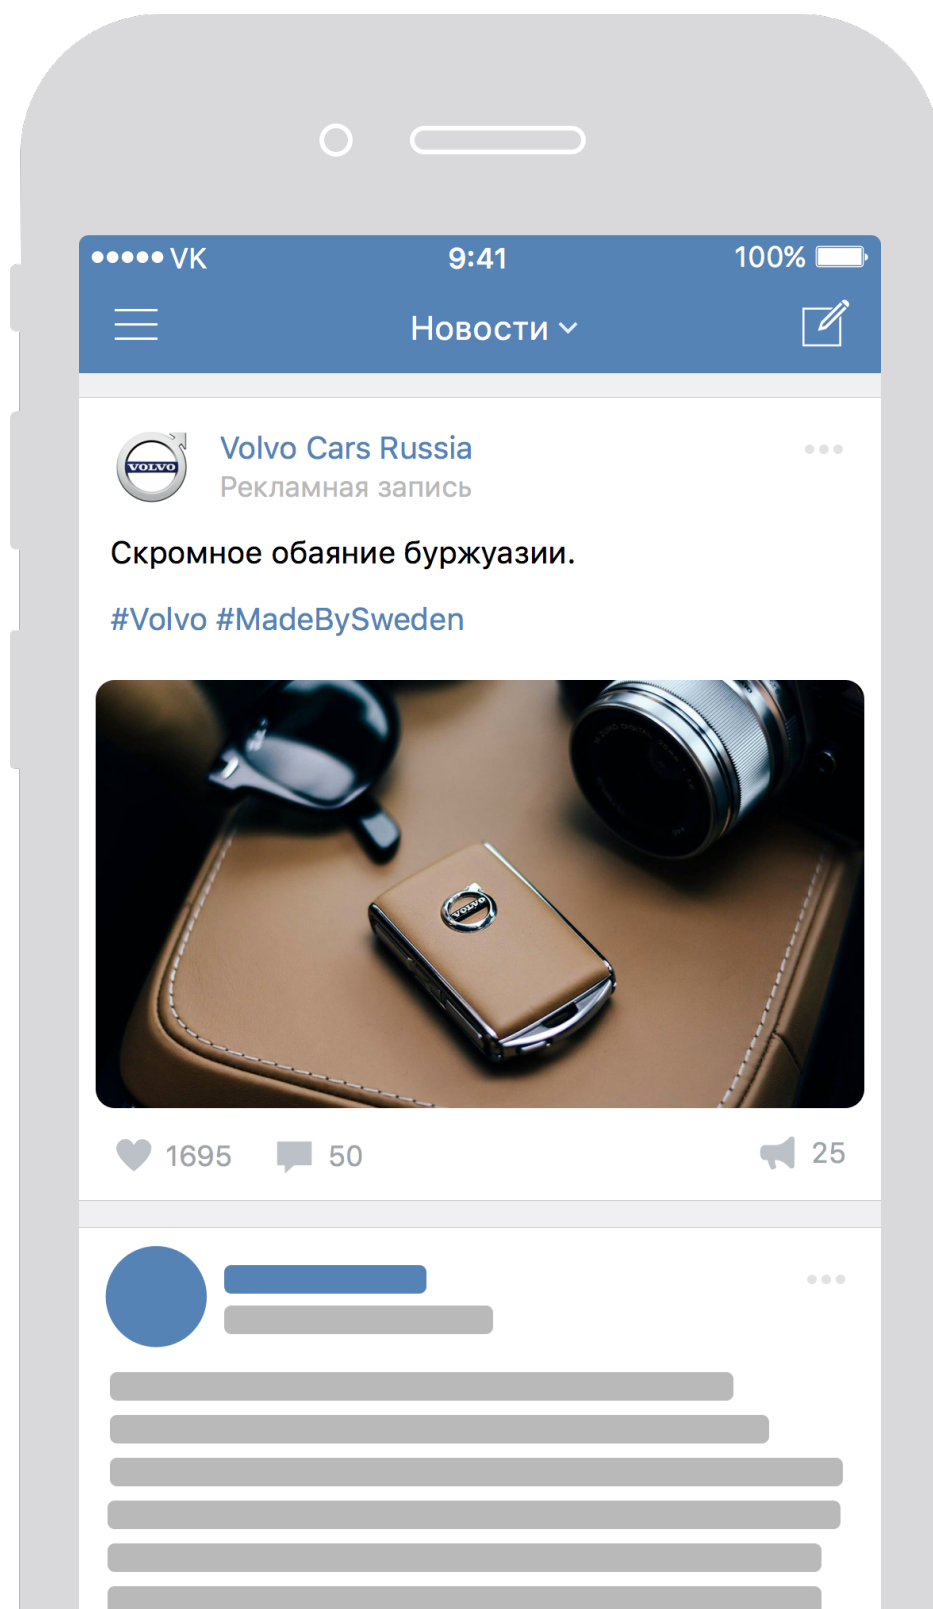 VK 9:41 100%
Новости
VOLVO
Volvo Cars Russia
Рекламная запись
Скромное обаяние буржуазии.
#Volvo #MadeBySweden
VOLVO
1695 50 25